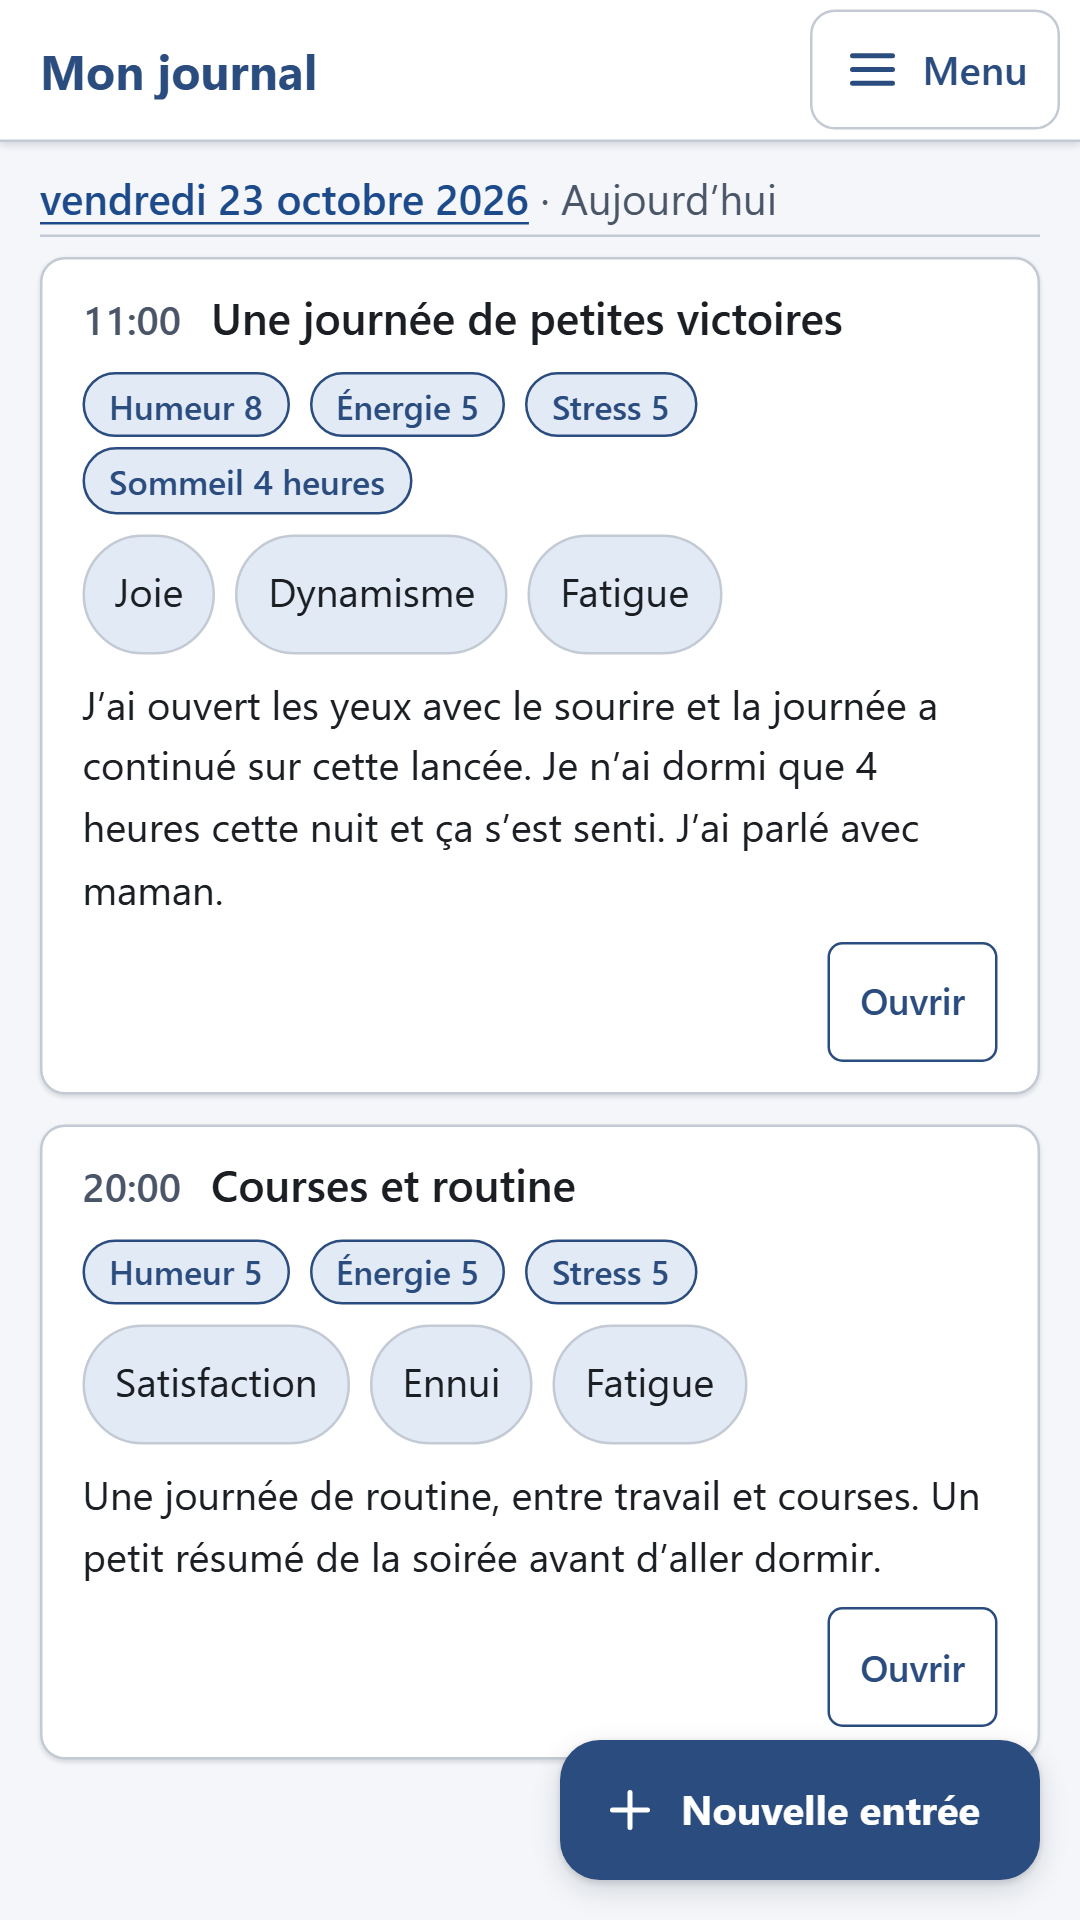 Mon journal
Menu
vendredi 23 octobre 2026 · Aujourd’hui
11:00 Une journée de petites victoires
Humeur 8 Énergie 5 Stress 5
Sommeil 4 heures
Joie Dynamisme Fatigue
J’ai ouvert les yeux avec le sourire et la journée a
continué sur cette lancée. Je n’ai dormi que 4
heures cette nuit et ça s’est senti. J’ai parlé avec
maman.
Ouvrir
20:00 Courses et routine
Humeur 5 Énergie 5 Stress 5
Satisfaction Ennui Fatigue
Une journée de routine, entre travail et courses. Un
petit résumé de la soirée avant d’aller dormir.
Ouvrir
Nouvelle entrée